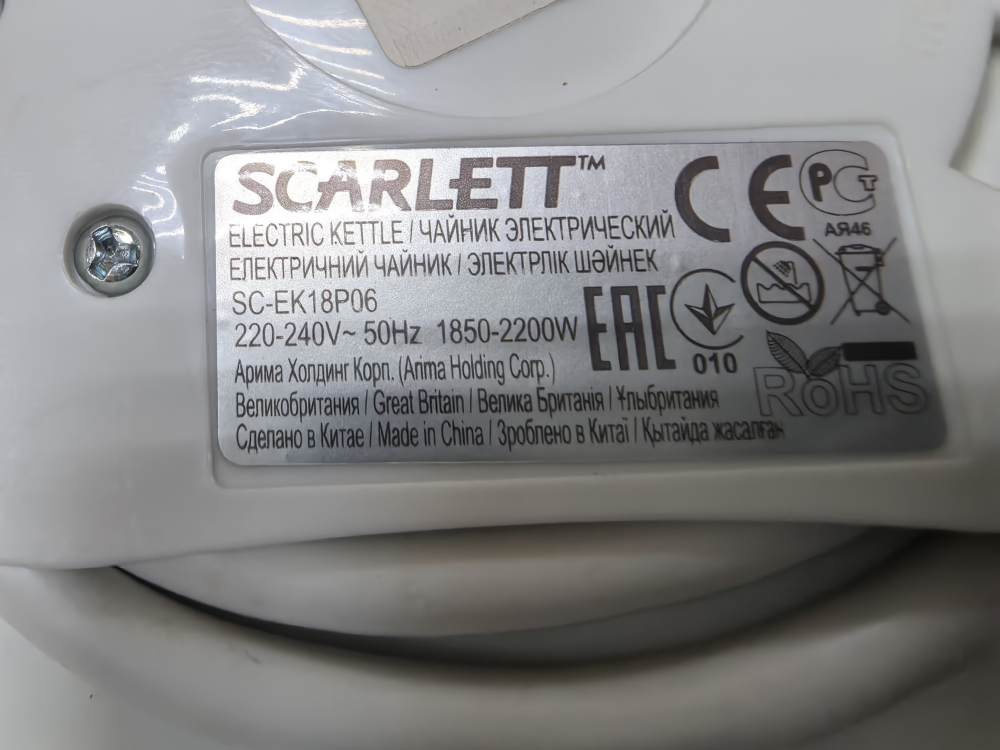 SCARLETT™
ELECTRIC KETTLE / ЧАЙНИК ЭЛЕКТРИЧЕСКИЙ
ЕЛЕКТРИЧНИЙ ЧАЙНИК / ЭЛЕКТРЛІК ШӘЙНЕК
SC-EK18P06
220-240V~ 50Hz 1850-2200W
Арима Холдинг Корп. (Arima Holding Corp.)
Великобритания / Great Britain / Велика Британія / Ұлыбритания
Сделано в Китае / Made in China / Зроблено в Китаї / Қытайда жасалған
CE
РСТ
АЯ46
EAC
010
RoHS